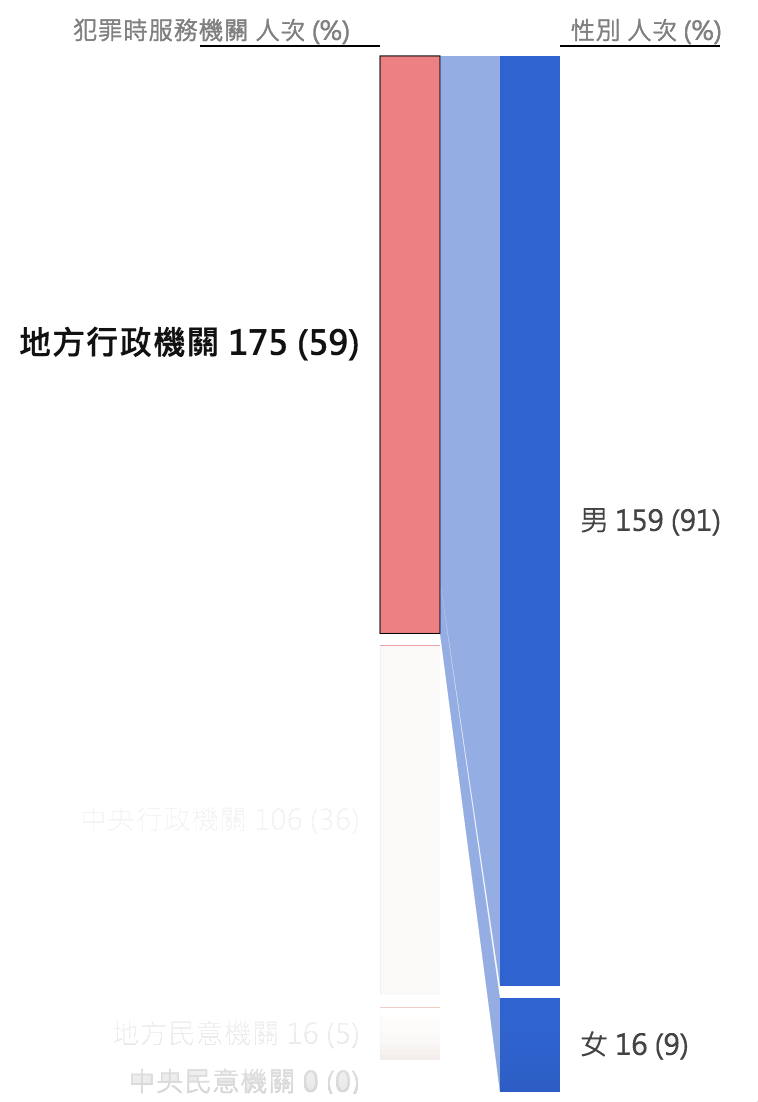 犯罪時服務機關 人次 (%)
性別 人次 (%)
地方行政機關 175 (59)
男 159 (91)
中央行政機關 106 (36)
地方民意機關 16 (5)
女 16 (9)
中央民意機關 0 (0)